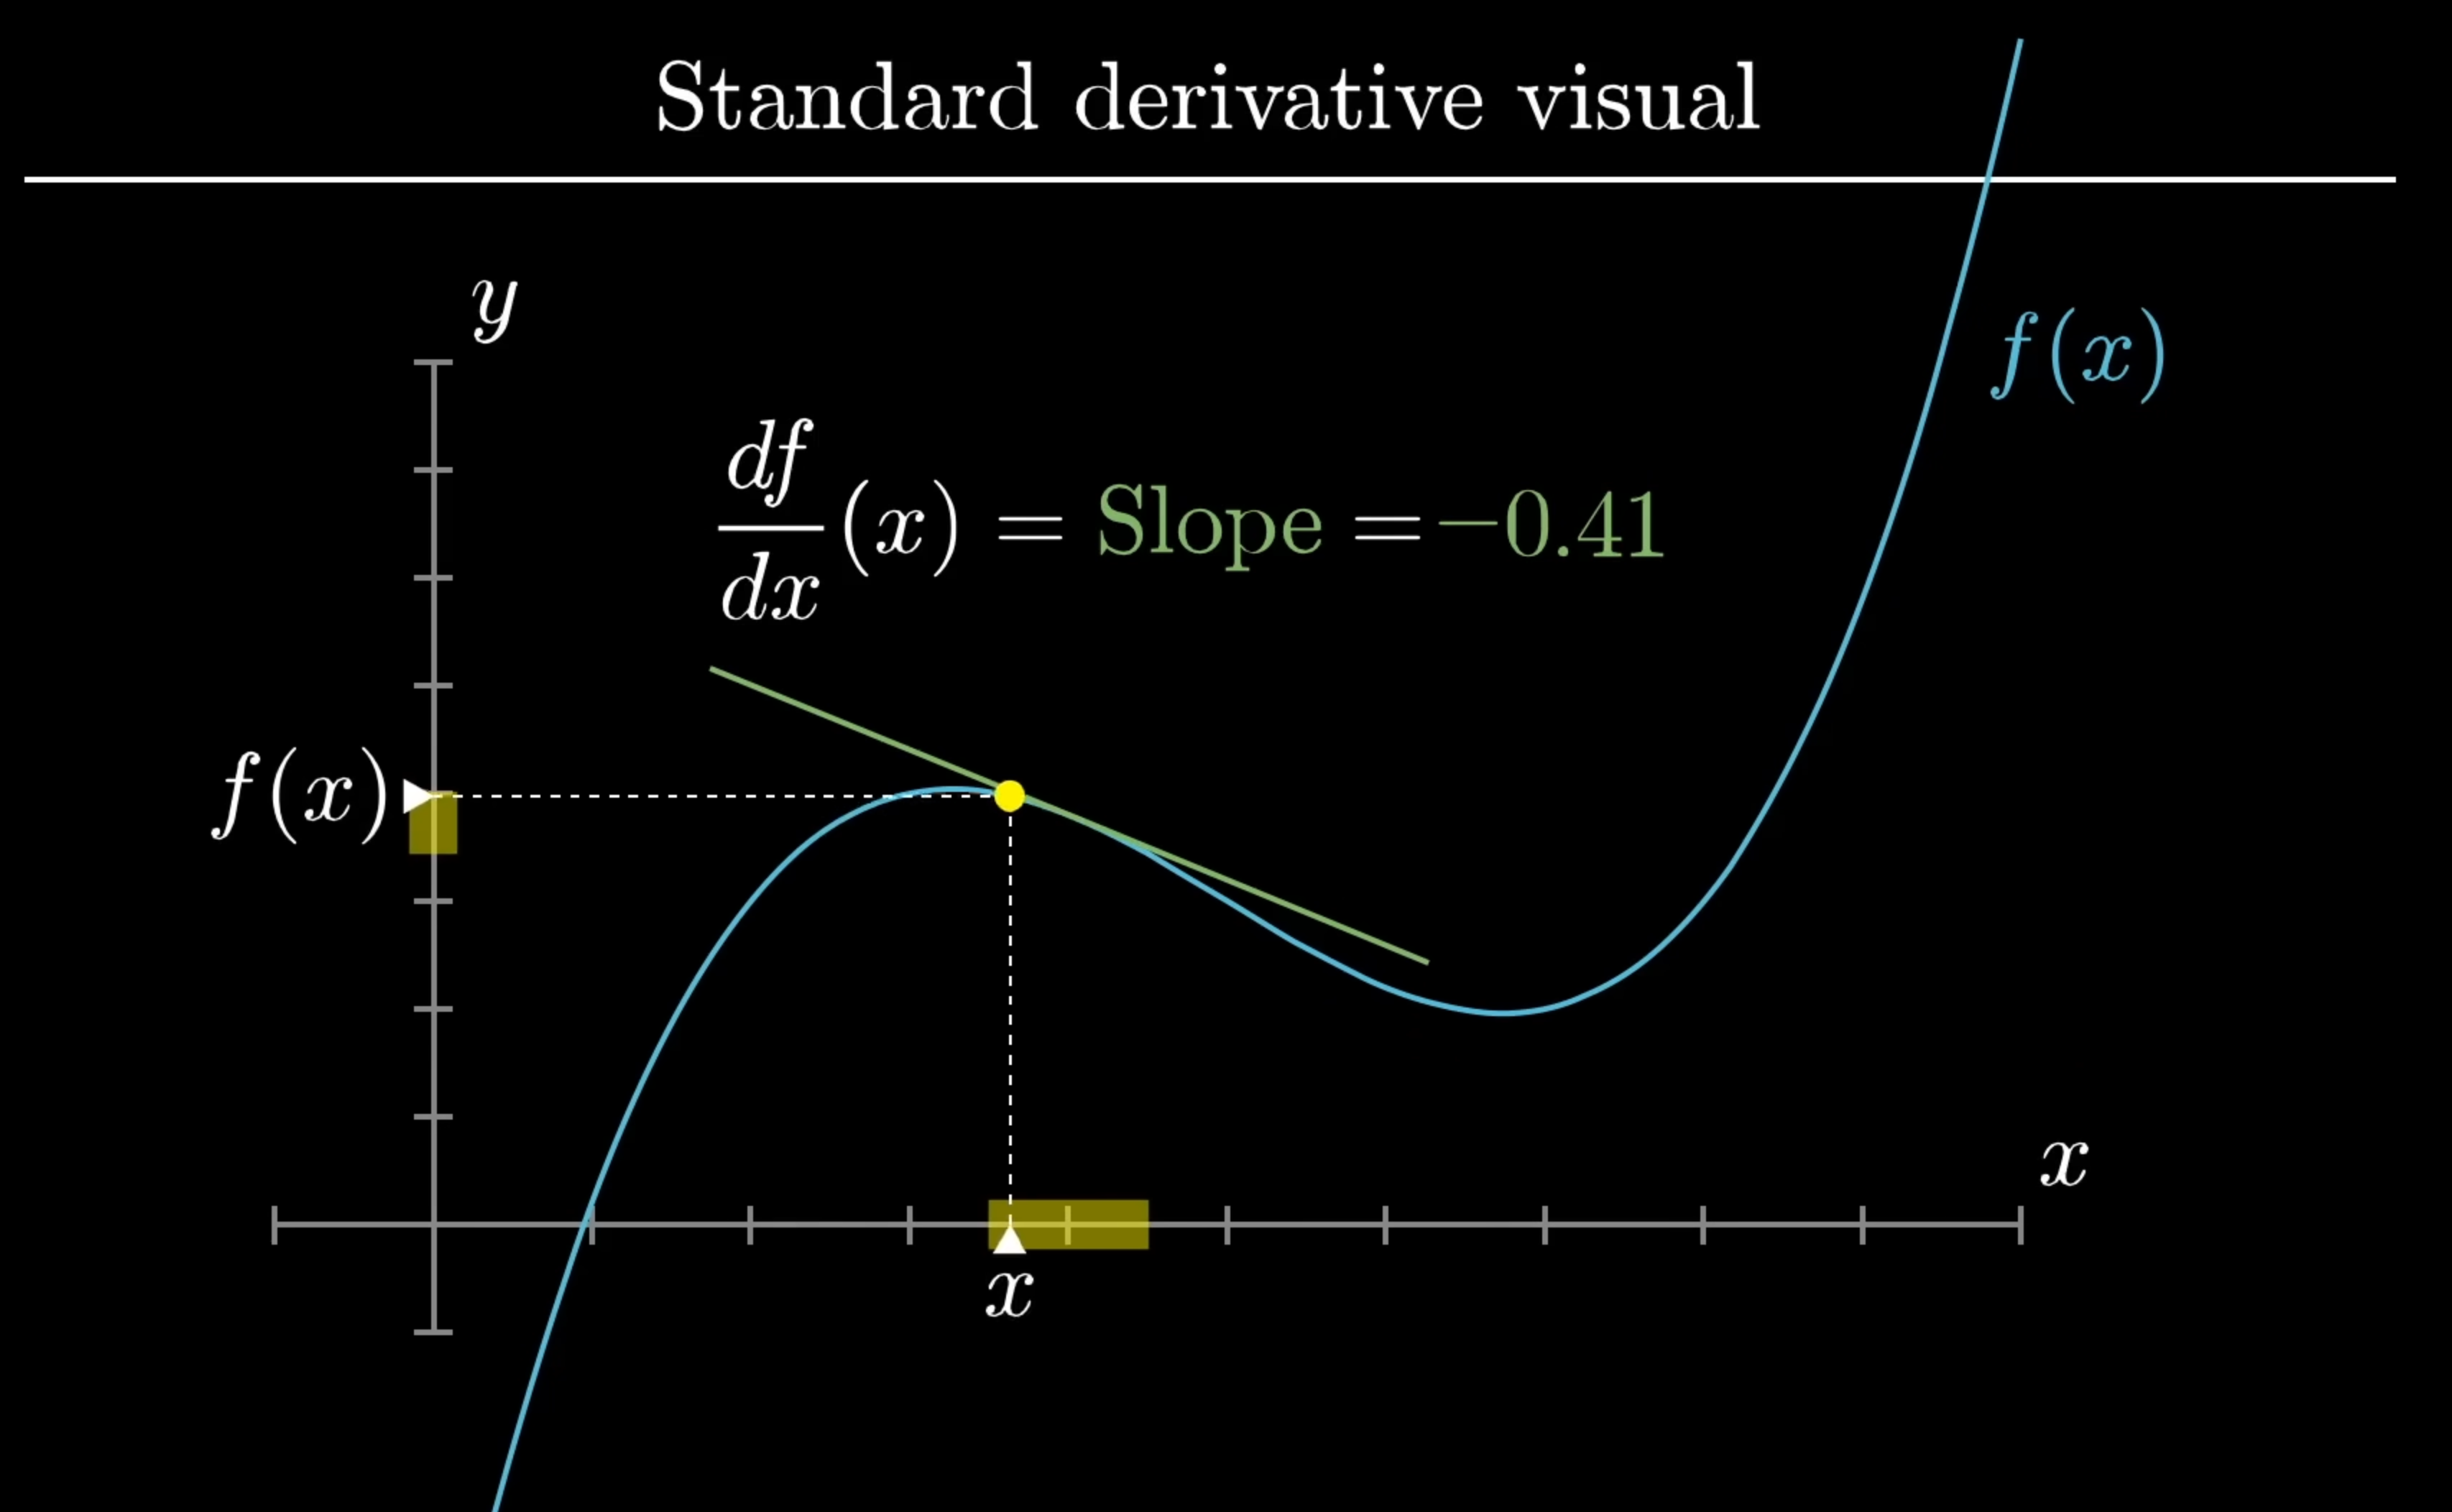 Standard derivative visual
y
f(x)
df/dx (x) = Slope = −0.41
f(x)
x
x